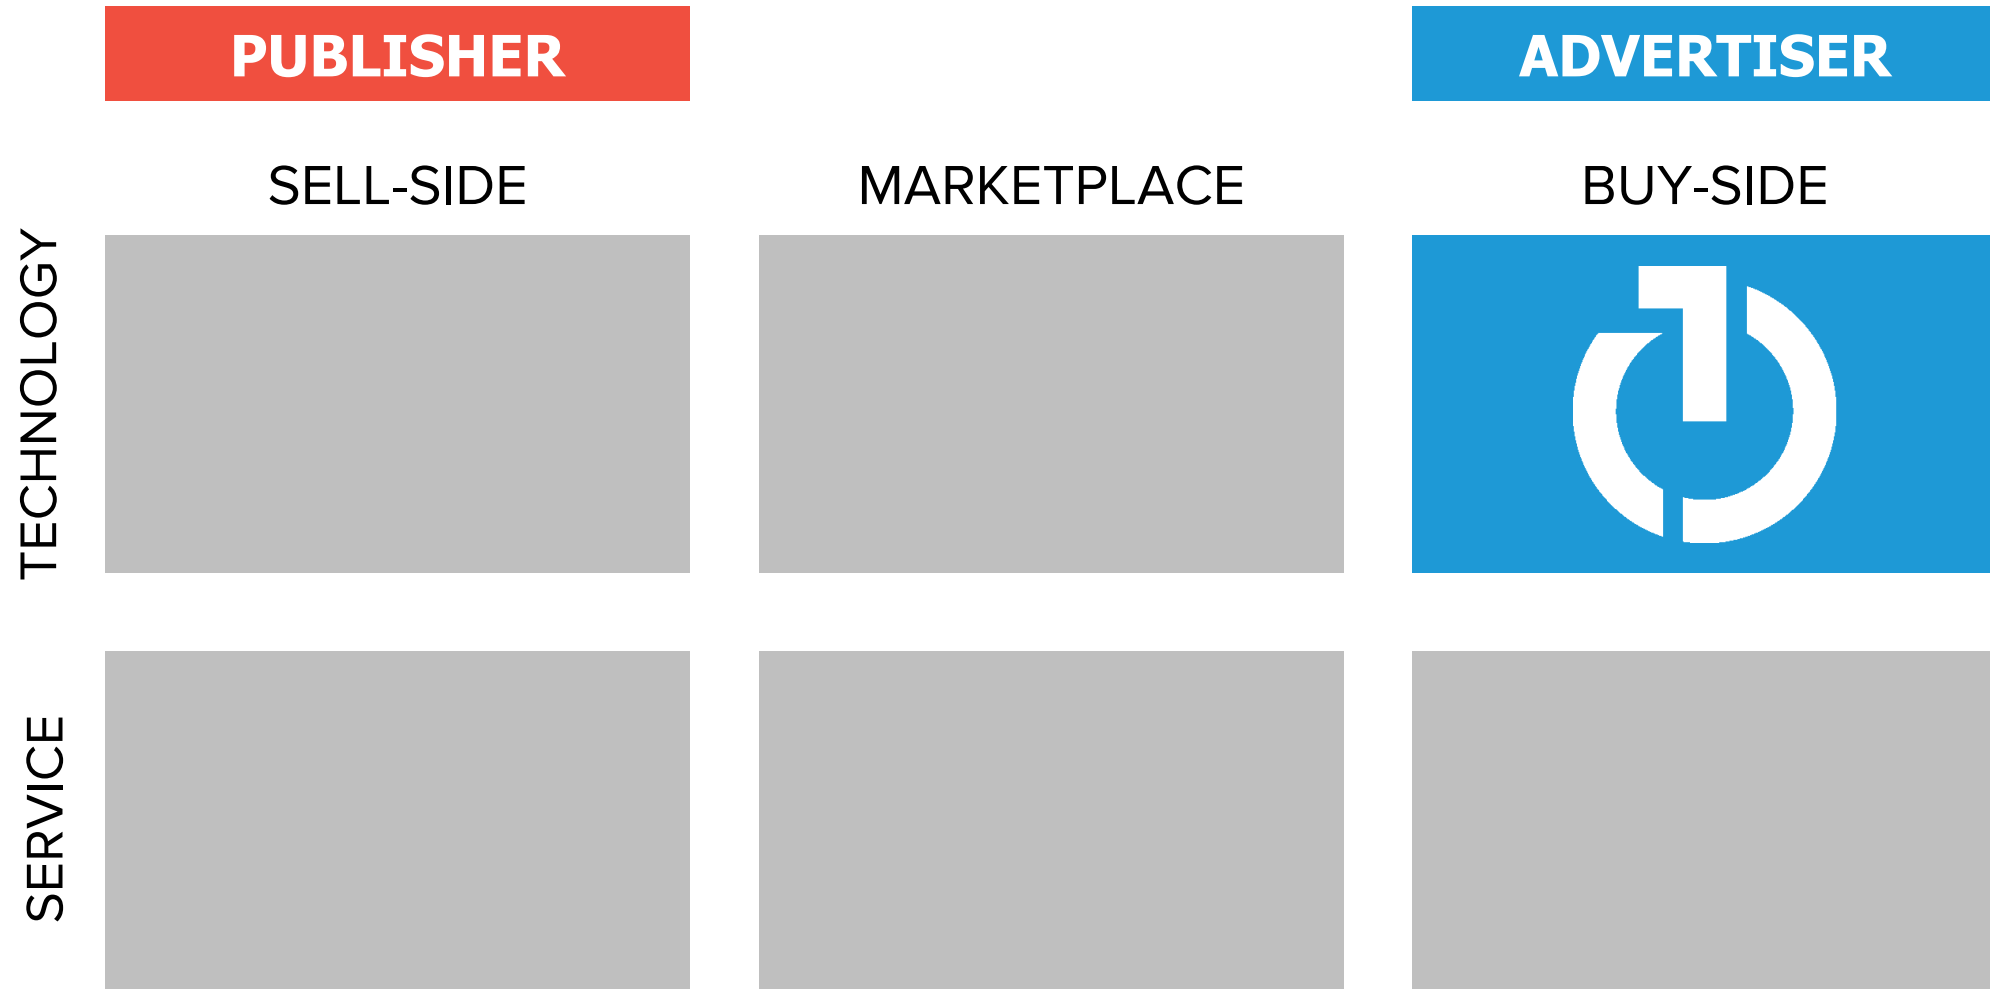 PUBLISHER
ADVERTISER
SELL-SIDE
MARKETPLACE
BUY-SIDE
TECHNOLOGY
SERVICE